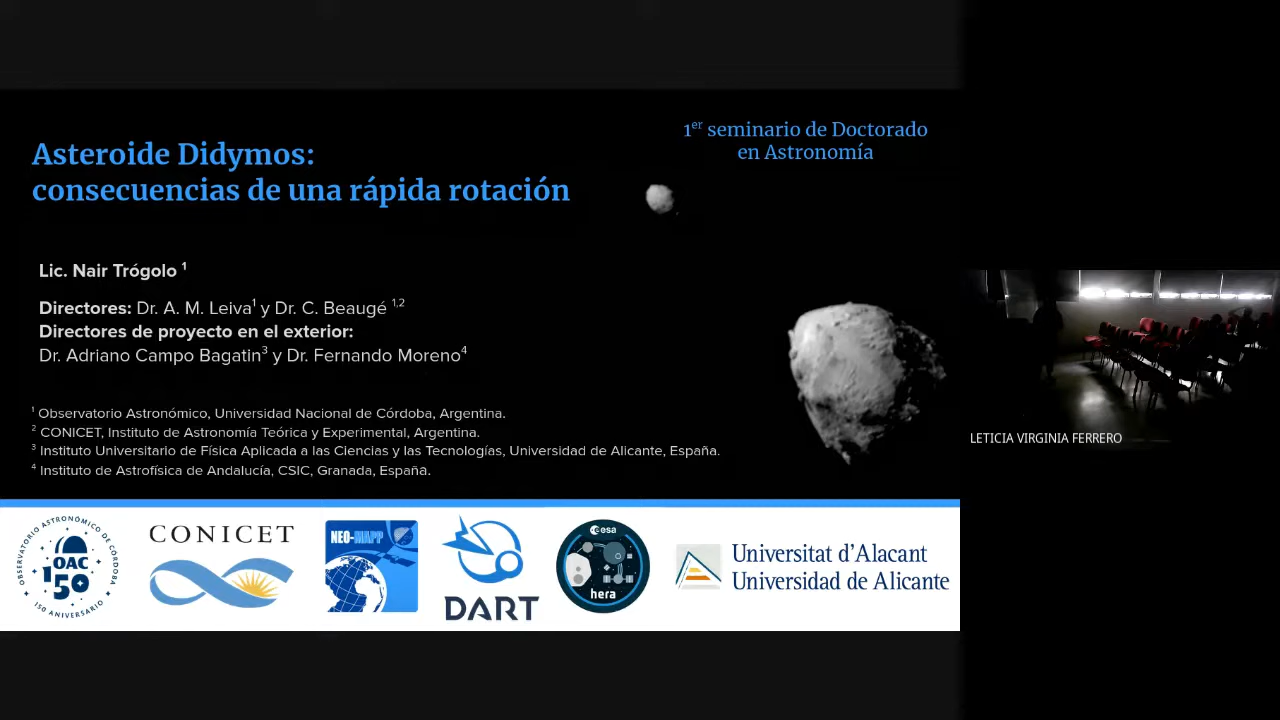 1er seminario de Doctorado
en Astronomía
Asteroide Didymos:
consecuencias de una rápida rotación
Lic. Nair Trógolo 1
Directores: Dr. A. M. Leiva1 y Dr. C. Beaugé 1,2
Directores de proyecto en el exterior:
Dr. Adriano Campo Bagatin3 y Dr. Fernando Moreno4
1 Observatorio Astronómico, Universidad Nacional de Córdoba, Argentina.
2 CONICET, Instituto de Astronomía Teórica y Experimental, Argentina.
3 Instituto Universitario de Física Aplicada a las Ciencias y las Tecnologías, Universidad de Alicante, España.
4 Instituto de Astrofísica de Andalucía, CSIC, Granada, España.
LETICIA VIRGINIA FERRERO
OBSERVATORIO ASTRONÓMICO DE CÓRDOBA
OAC
150
150 ANIVERSARIO
CONICET
NEO-MAPP
DART
esa
hera
Universitat d'Alacant
Universidad de Alicante